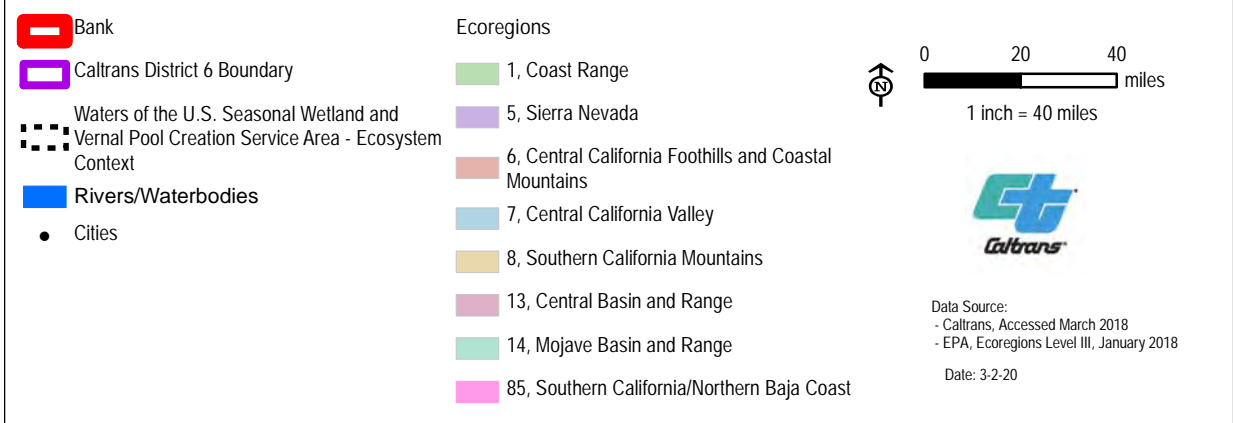 Bank
Caltrans District 6 Boundary
Waters of the U.S. Seasonal Wetland and
Vernal Pool Creation Service Area - Ecosystem
Context
Rivers/Waterbodies
Cities
Ecoregions
1, Coast Range
5, Sierra Nevada
6, Central California Foothills and Coastal
Mountains
7, Central California Valley
8, Southern California Mountains
13, Central Basin and Range
14, Mojave Basin and Range
85, Southern California/Northern Baja Coast
N
0 20 40
miles
1 inch = 40 miles
ct
Caltrans
Data Source:
- Caltrans, Accessed March 2018
- EPA, Ecoregions Level III, January 2018
Date: 3-2-20